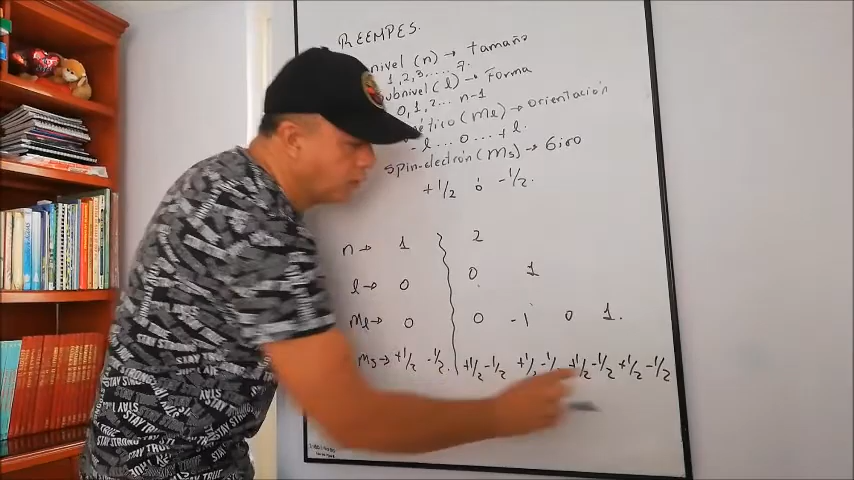 REEMPES.
nivel (n) → tamaño
1, 2, 3, .... 7.
ubnivel (l) → Forma
0, 1, 2 ... n-1
ético (ml) → orientación
- l ... 0 ... + l.
spin-electrón (ms) → Giro
+1/2 ó -1/2.
n → 1 2
l → 0 0 1
ml → 0 0 -1 0 1.
ms → +1/2 -1/2. +1/2 -1/2 +1/2 -1/2 +1/2 -1/2 +1/2 -1/2
STAY STRONG